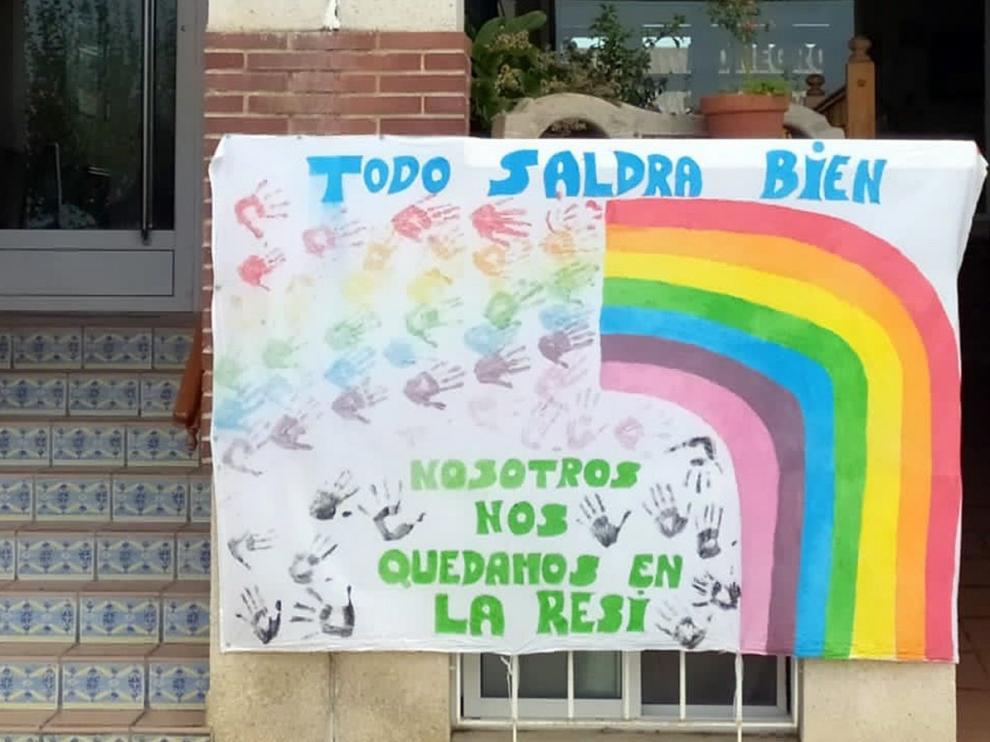 TODO SALDRA BIEN
NOSOTROS
NOS
QUEDAMOS EN
LA RESI